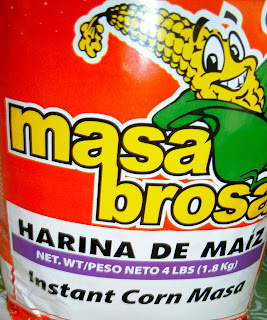 masa
brosa
HARINA DE MAÍZ
NET. WT/PESO NETO 4 LBS (1.8 Kg)
Instant Corn Masa